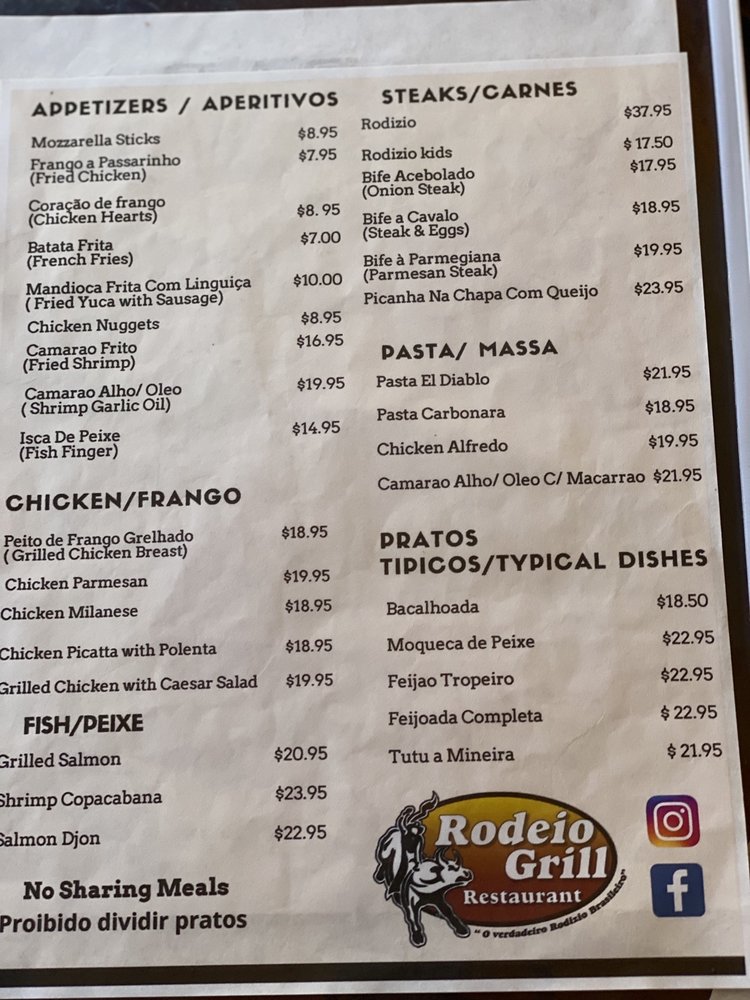 APPETIZERS / APERITIVOS
Mozzarella Sticks $8.95
Frango a Passarinho $7.95
(Fried Chicken)
Coração de frango
(Chicken Hearts) $8. 95
Batata Frita $7.00
(French Fries)
Mandioca Frita Com Linguiça $10.00
( Fried Yuca with Sausage)
Chicken Nuggets $8.95
Camarao Frito $16.95
(Fried Shrimp)
Camarao Alho/ Oleo $19.95
( Shrimp Garlic Oil)
Isca De Peixe $14.95
(Fish Finger)
CHICKEN/FRANGO
Peito de Frango Grelhado $18.95
( Grilled Chicken Breast)
Chicken Parmesan $19.95
Chicken Milanese $18.95
Chicken Picatta with Polenta $18.95
Grilled Chicken with Caesar Salad $19.95
FISH/PEIXE
Grilled Salmon $20.95
Shrimp Copacabana $23.95
Salmon Djon $22.95
No Sharing Meals
Proibido dividir pratos
STEAKS/CARNES
Rodizio $37.95
Rodizio kids $ 17.50
Bife Acebolado $17.95
(Onion Steak)
Bife a Cavalo $18.95
(Steak & Eggs)
Bife à Parmegiana $19.95
(Parmesan Steak)
Picanha Na Chapa Com Queijo $23.95
PASTA/ MASSA
Pasta El Diablo $21.95
Pasta Carbonara $18.95
Chicken Alfredo $19.95
Camarao Alho/ Oleo C/ Macarrao $21.95
PRATOS
TIPICOS/TYPICAL DISHES
Bacalhoada $18.50
Moqueca de Peixe $22.95
Feijao Tropeiro $22.95
Feijoada Completa $ 22.95
Tutu a Mineira $ 21.95
Rodeio
Grill
Restaurant
"O verdadeiro Rodizio Brasileiro"